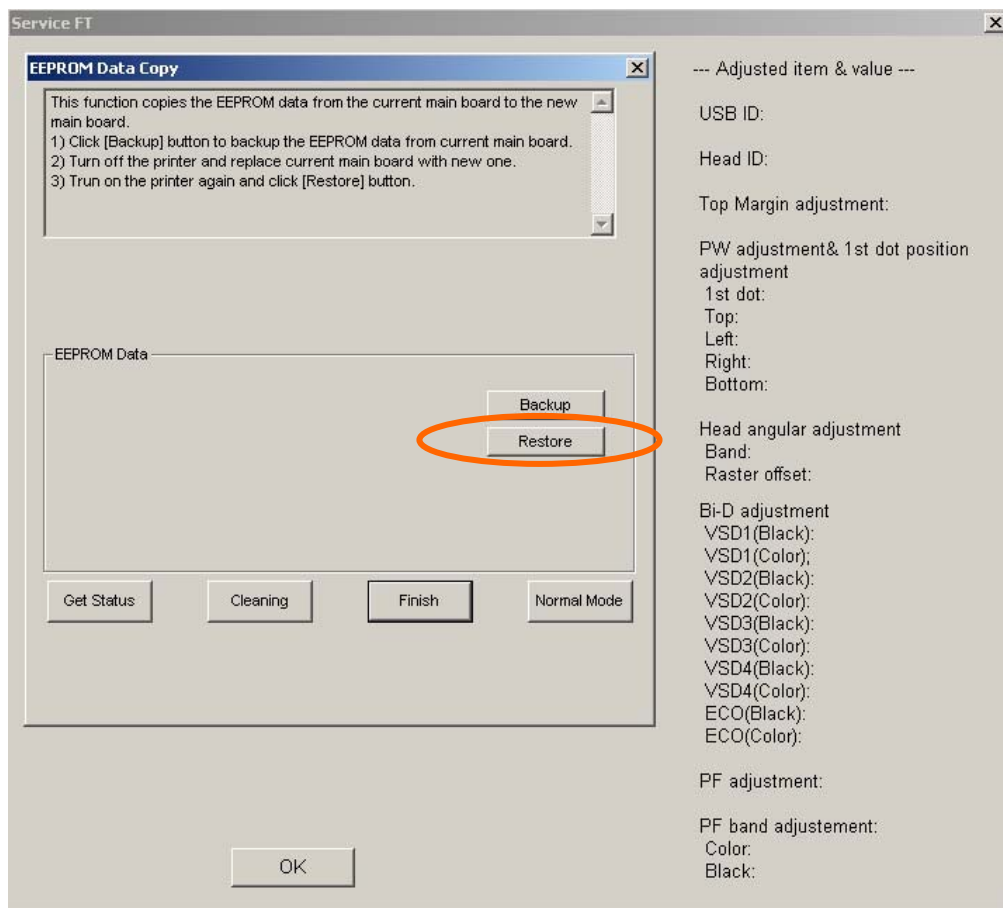 Service FT
EEPROM Data Copy
This function copies the EEPROM data from the current main board to the new
main board.
1) Click [Backup] button to backup the EEPROM data from current main board.
2) Turn off the printer and replace current main board with new one.
3) Trun on the printer again and click [Restore] button.
EEPROM Data
Backup
Restore
Get Status
Cleaning
Finish
Normal Mode
OK
--- Adjusted item & value ---
USB ID:
Head ID:
Top Margin adjustment:
PW adjustment& 1st dot position
adjustment
1st dot:
Top:
Left:
Right:
Bottom:
Head angular adjustment
Band:
Raster offset:
Bi-D adjustment
VSD1(Black):
VSD1(Color);
VSD2(Black):
VSD2(Color):
VSD3(Black):
VSD3(Color):
VSD4(Black):
VSD4(Color):
ECO(Black):
ECO(Color):
PF adjustment:
PF band adjustement:
Color:
Black: